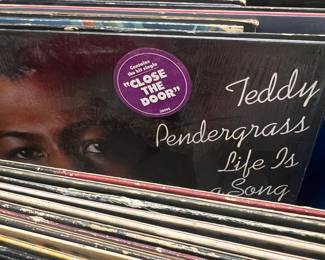 Contains
the hit single
"CLOSE
THE
DOOR"
Teddy
Pendergrass
Life Is
a Song